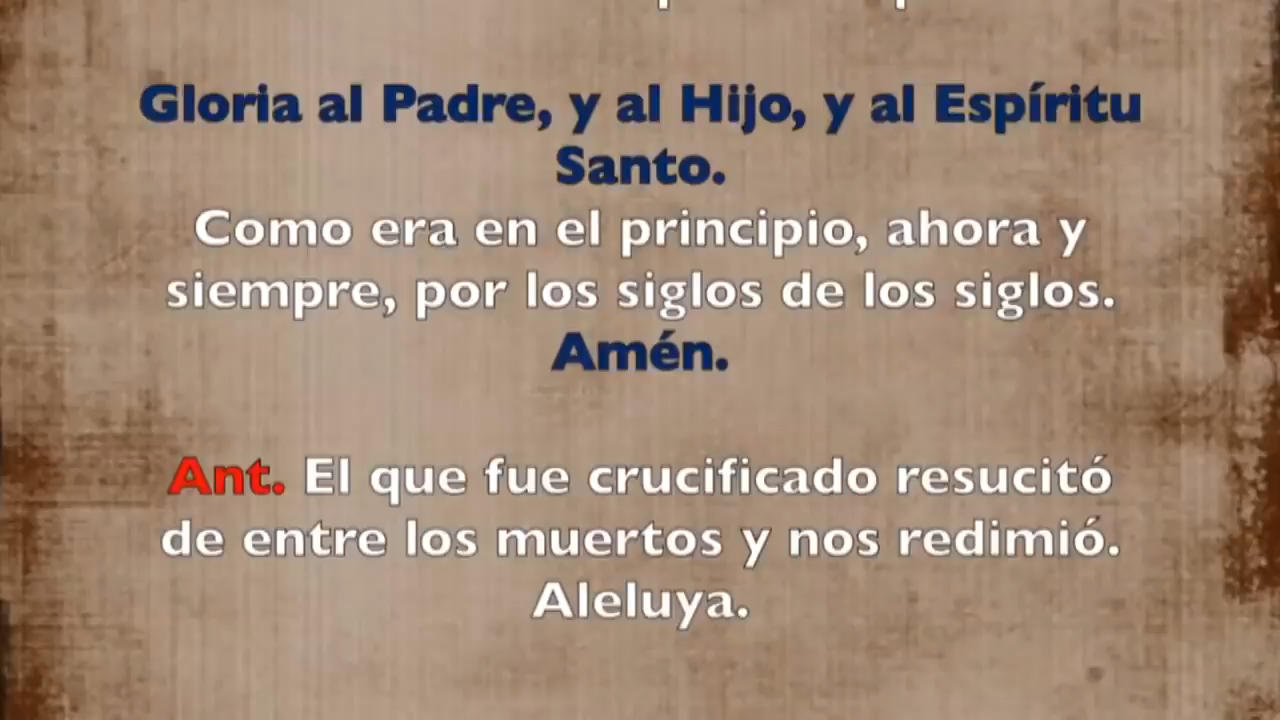 Gloria al Padre, y al Hijo, y al Espíritu
Santo.
Como era en el principio, ahora y
siempre, por los siglos de los siglos.
Amén.
Ant. El que fue crucificado resucitó
de entre los muertos y nos redimió.
Aleluya.